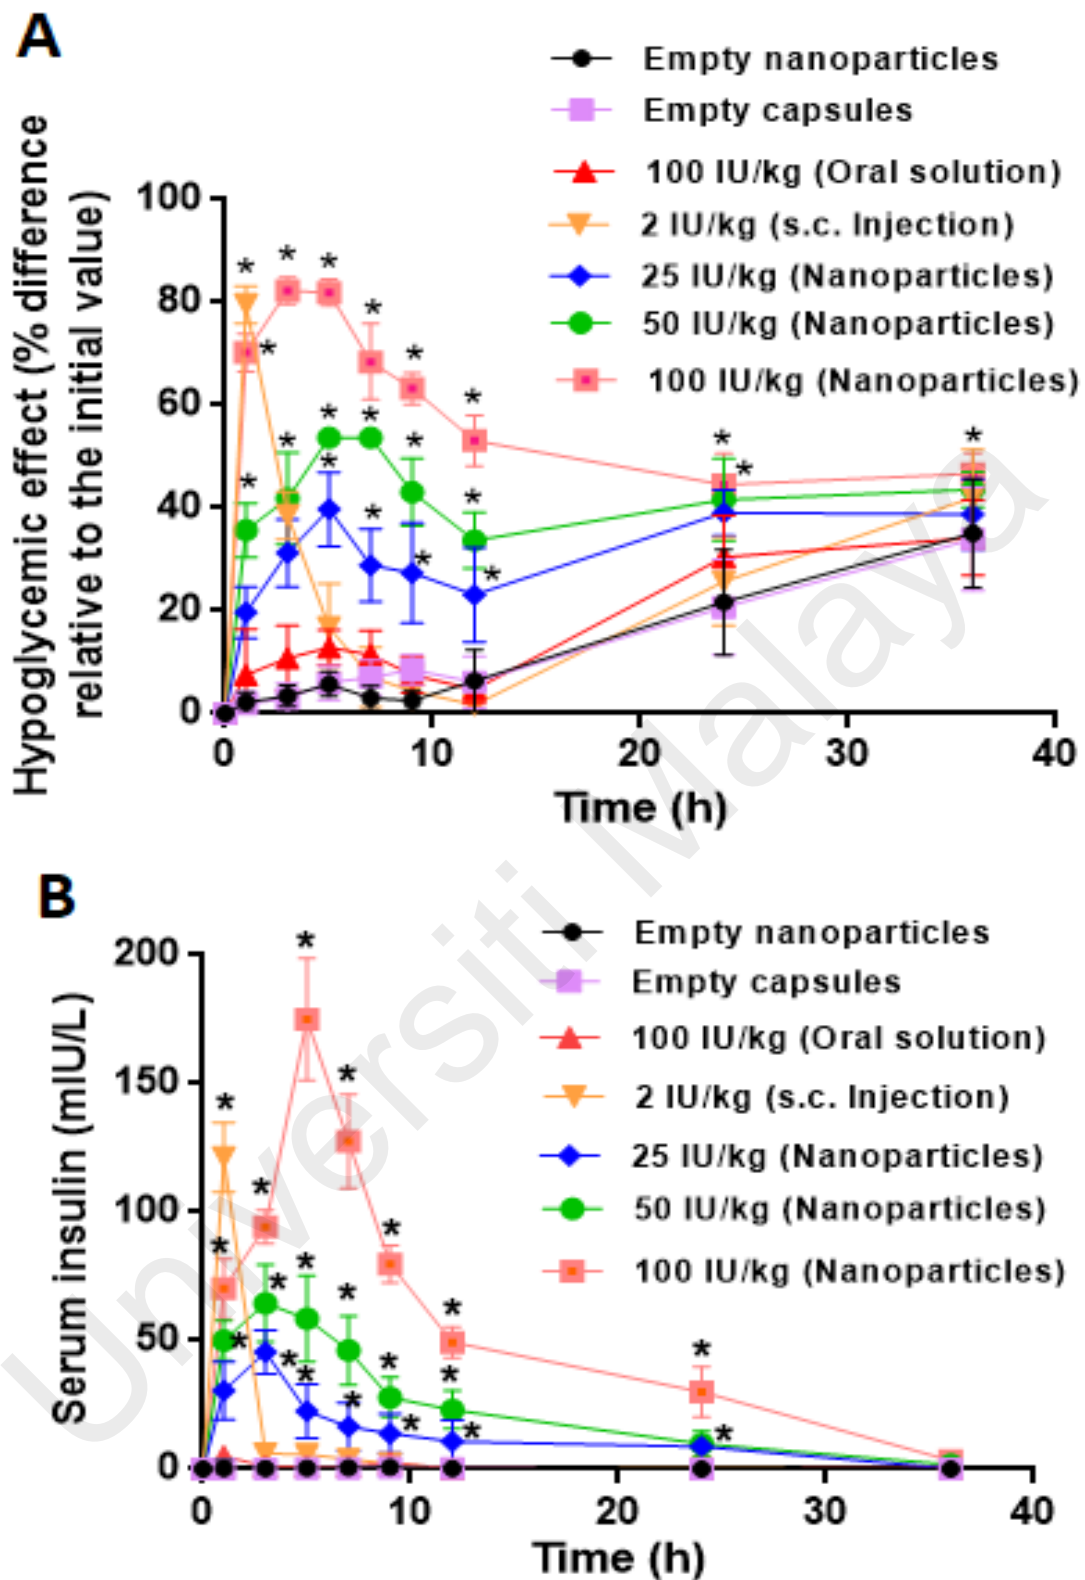 A
Empty nanoparticles
Empty capsules
100 IU/kg (Oral solution)
2 IU/kg (s.c. Injection)
25 IU/kg (Nanoparticles)
50 IU/kg (Nanoparticles)
100 IU/kg (Nanoparticles)
Hypoglycemic effect (% difference
relative to the initial value)
100
80
60
40
20
0
0 10 20 30 40
Time (h)
B
Empty nanoparticles
Empty capsules
100 IU/kg (Oral solution)
2 IU/kg (s.c. Injection)
25 IU/kg (Nanoparticles)
50 IU/kg (Nanoparticles)
100 IU/kg (Nanoparticles)
Serum insulin (mIU/L)
200
150
100
50
0
0 10 20 30 40
Time (h)
Universiti Malaya